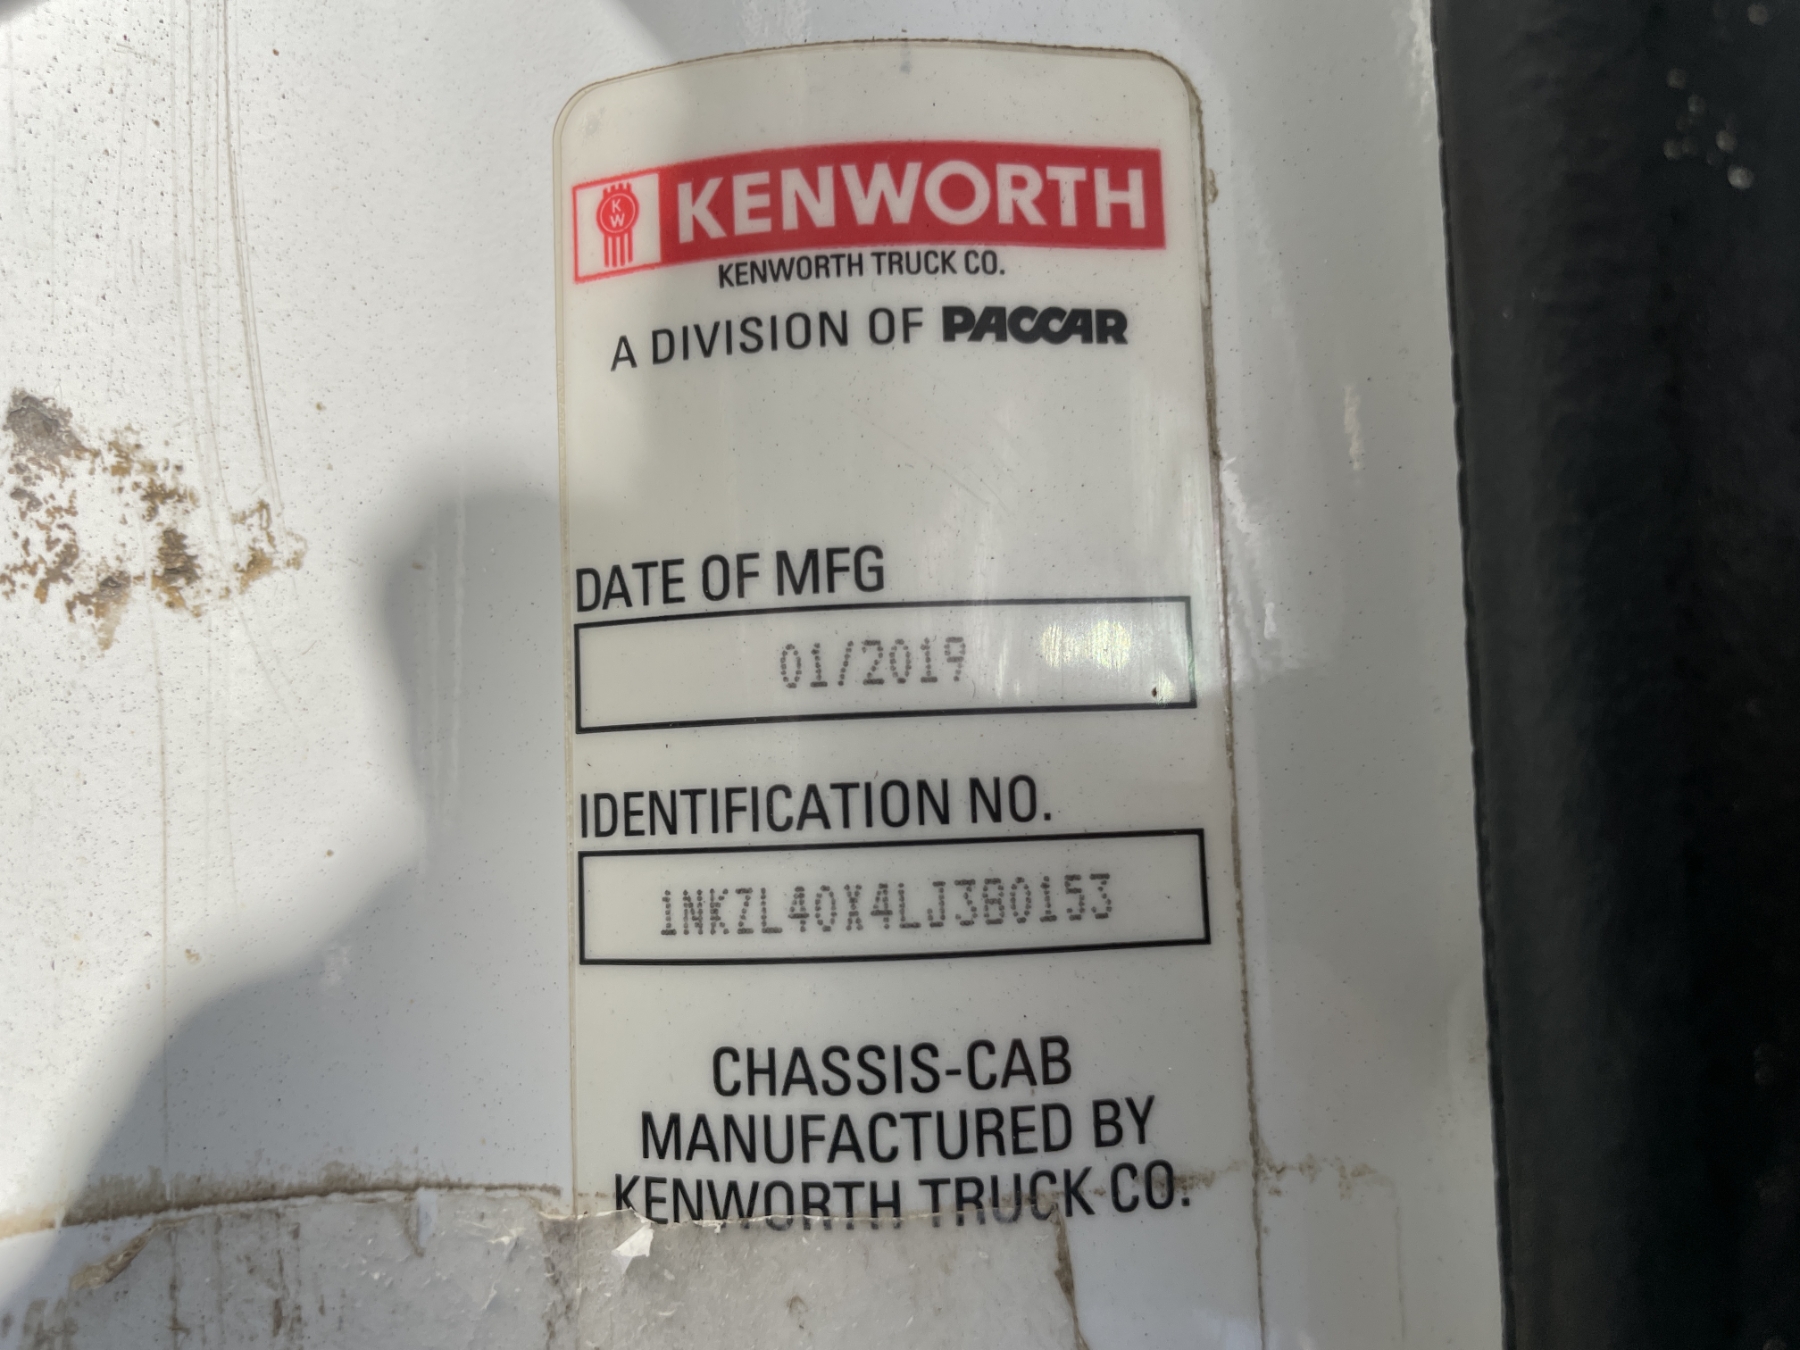 KW
KENWORTH
KENWORTH TRUCK CO.
A DIVISION OF PACCAR
DATE OF MFG
01/2019
IDENTIFICATION NO.
1NKZL40X4LJ380153
CHASSIS-CAB
MANUFACTURED BY
KENWORTH TRUCK CO.